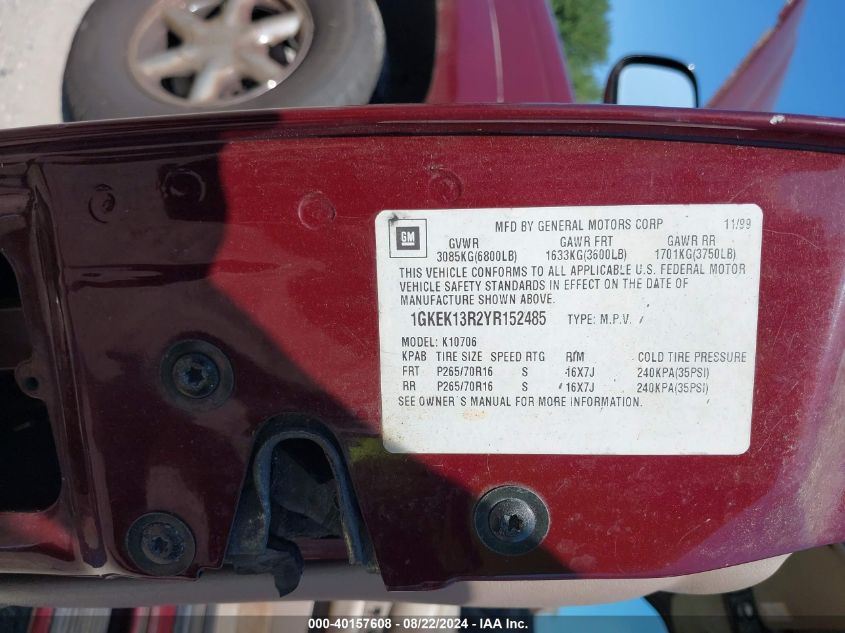 GM
MFD BY GENERAL MOTORS CORP 11/99
GVWR GAWR FRT GAWR RR
3085KG(6800LB) 1633KG(3600LB) 1701KG(3750LB)
THIS VEHICLE CONFORMS TO ALL APPLICABLE U.S. FEDERAL MOTOR
VEHICLE SAFETY STANDARDS IN EFFECT ON THE DATE OF
MANUFACTURE SHOWN ABOVE.
1GKEK13R2YR152485 TYPE: M.P.V.
MODEL: K10706
KPAB TIRE SIZE SPEED RTG RIM COLD TIRE PRESSURE
FRT P265/70R16 S 16X7J 240KPA(35PSI)
RR P265/70R16 S 16X7J 240KPA(35PSI)
SEE OWNER'S MANUAL FOR MORE INFORMATION.
000-40157608 - 08/22/2024 - IAA Inc.